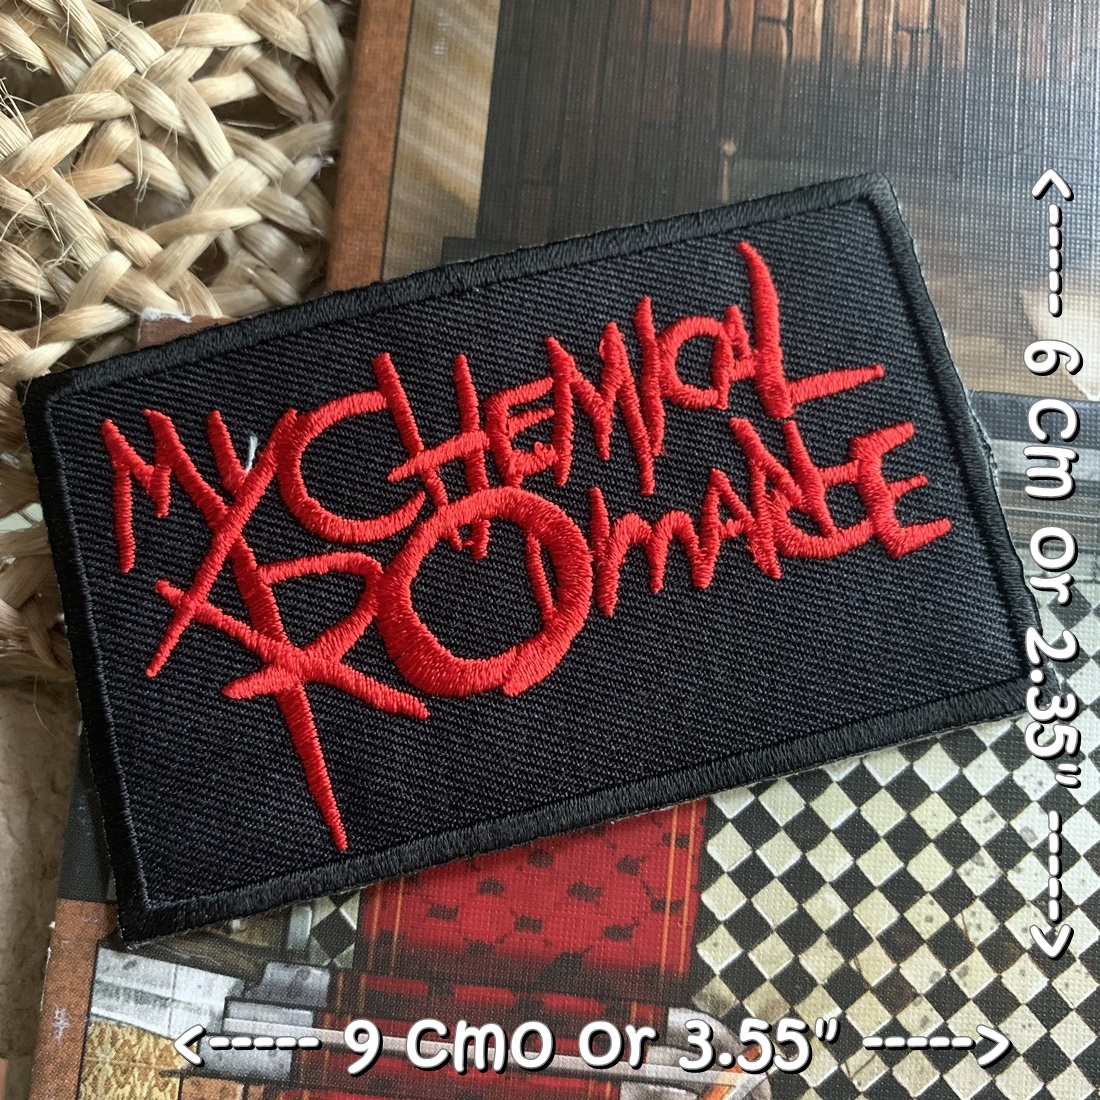 MY CHEMICAL
ROMANCE
<----- 6 Cm or 2.35" ----->
<----- 9 cmo or 3.55" ----->